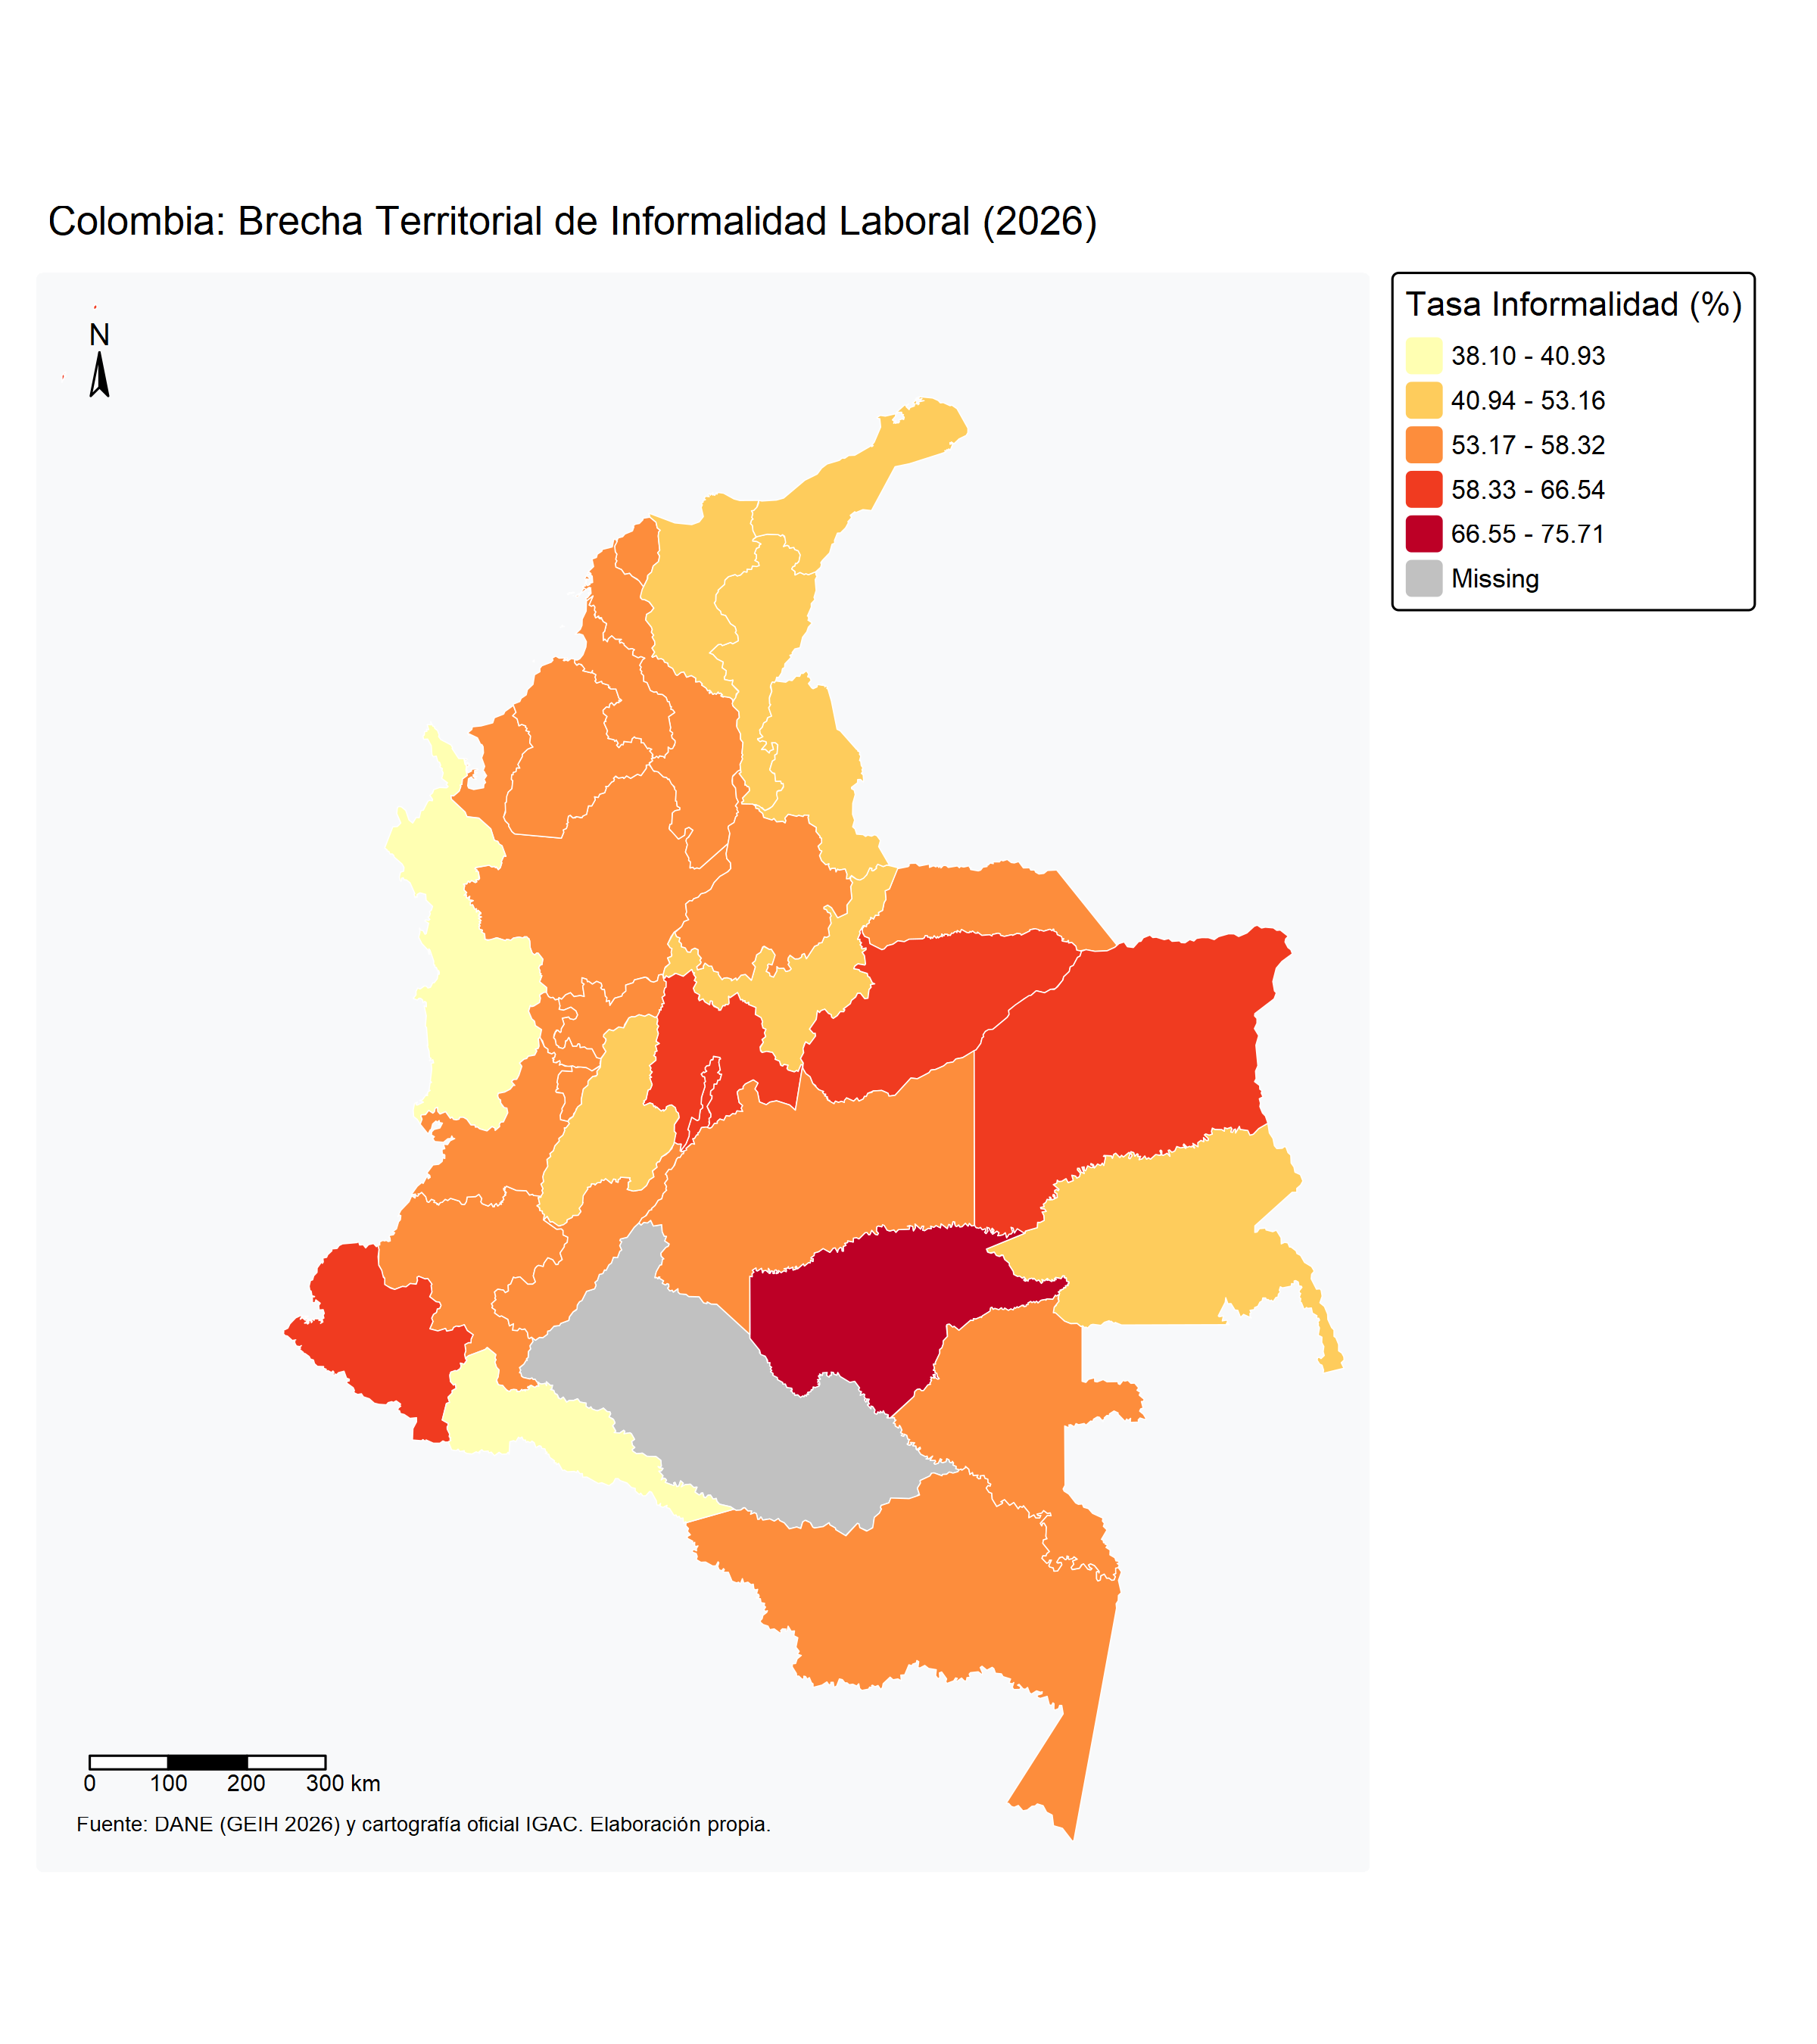 Colombia: Brecha Territorial de Informalidad Laboral (2026)
N
Tasa Informalidad (%)
38.10 - 40.93
40.94 - 53.16
53.17 - 58.32
58.33 - 66.54
66.55 - 75.71
Missing
0 100 200 300 km
Fuente: DANE (GEIH 2026) y cartografía oficial IGAC. Elaboración propia.